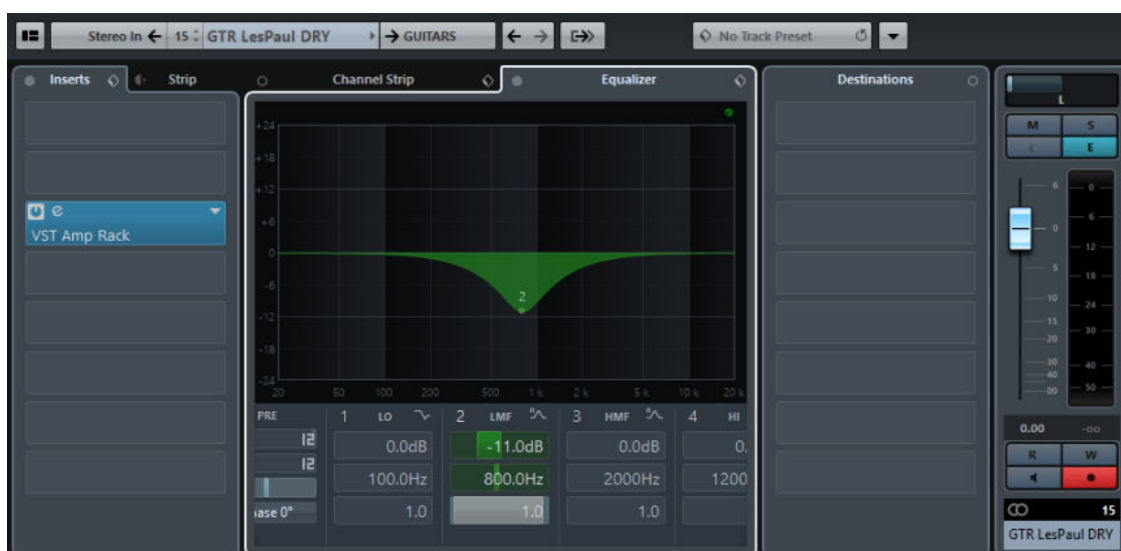 Stereo In 15 GTR LesPaul DRY GUITARS No Track Preset
Inserts Strip Channel Strip Equalizer Destinations
VST Amp Rack
+24
+18
+12
+6
0
-6
-12
-18
-24
2
20 50 100 200 500 1 k 2 k 5 k 10 k 20 k
PRE 1 LO 2 LMF 3 HMF 4 HI
0.0dB -11.0dB 0.0dB 0.
100.0Hz 800.0Hz 2000Hz 1200
hase 0° 1.0 1.0 1.0
L
M S
L E
6
0
5
10
15
20
30
40
00
0
6
12
18
24
30
40
50
0.00 -oo
R W
15
GTR LesPaul DRY